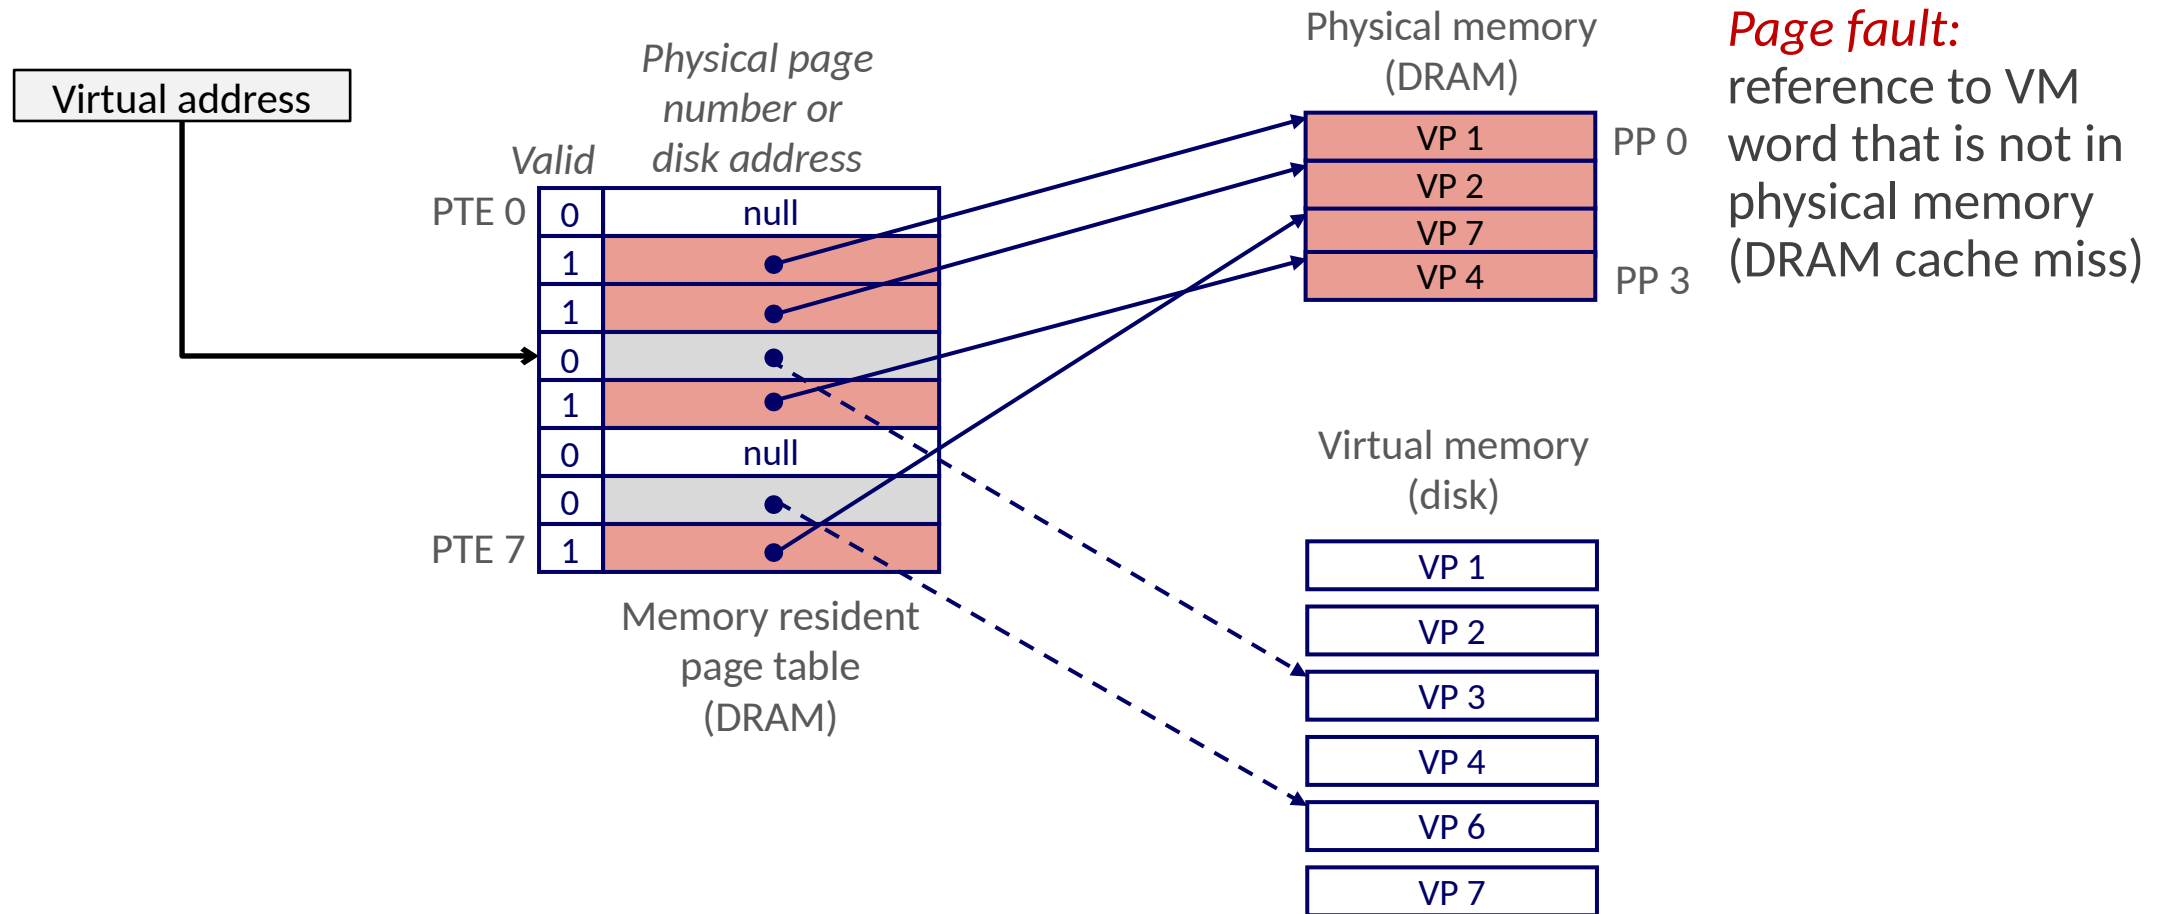 Virtual address
Physical page
number or
disk address
Valid
PTE 0
0
null
1
1
0
1
0
null
0
PTE 7
1
Memory resident
page table
(DRAM)
Physical memory
(DRAM)
VP 1
PP 0
VP 2
VP 7
VP 4
PP 3
Virtual memory
(disk)
VP 1
VP 2
VP 3
VP 4
VP 6
VP 7
Page fault:
reference to VM
word that is not in
physical memory
(DRAM cache miss)